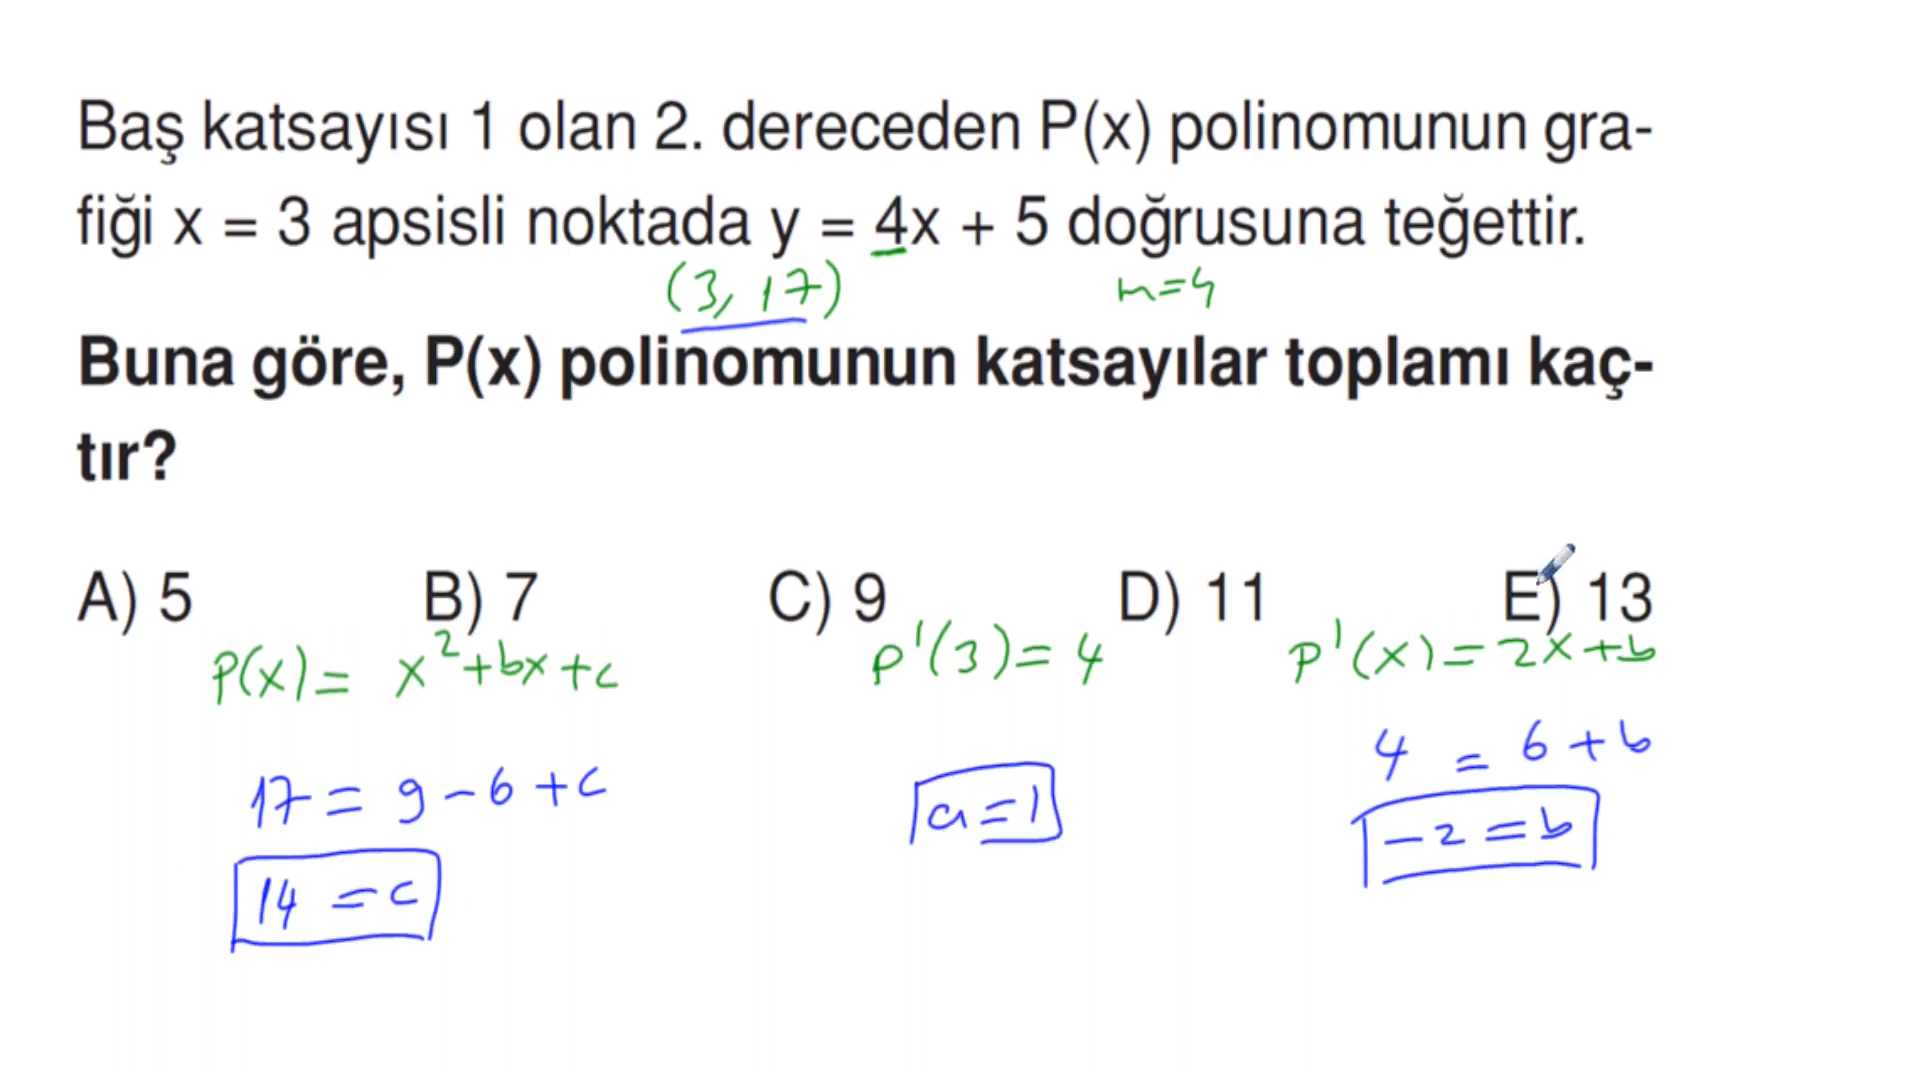 Baş katsayısı 1 olan 2. dereceden P(x) polinomunun gra-
fiği x = 3 apsisli noktada y = 4x + 5 doğrusuna teğettir.
(3, 17) m=4
Buna göre, P(x) polinomunun katsayılar toplamı kaç-
tır?
A) 5 B) 7 C) 9 D) 11 E) 13
P(x) = x²+bx+c P'(3)=4 P'(x)=2x+b
4 = 6+b
17 = 9-6+c a=1 -2=b
14 = c